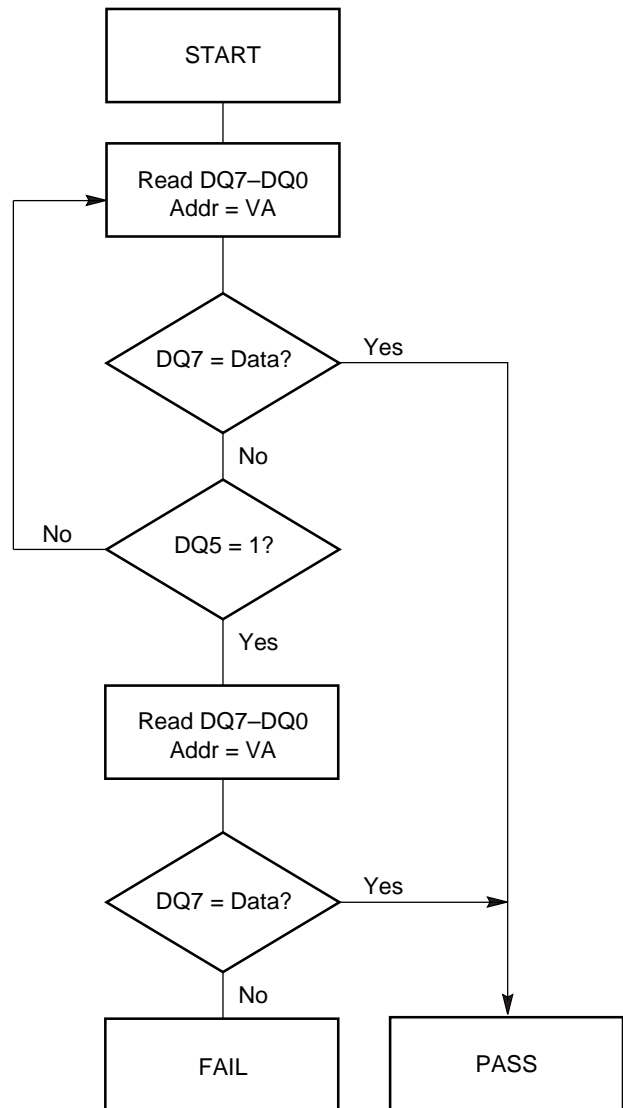 START
Read DQ7–DQ0
Addr = VA
DQ7 = Data?
Yes
No
No
DQ5 = 1?
Yes
Read DQ7–DQ0
Addr = VA
DQ7 = Data?
Yes
No
FAIL
PASS